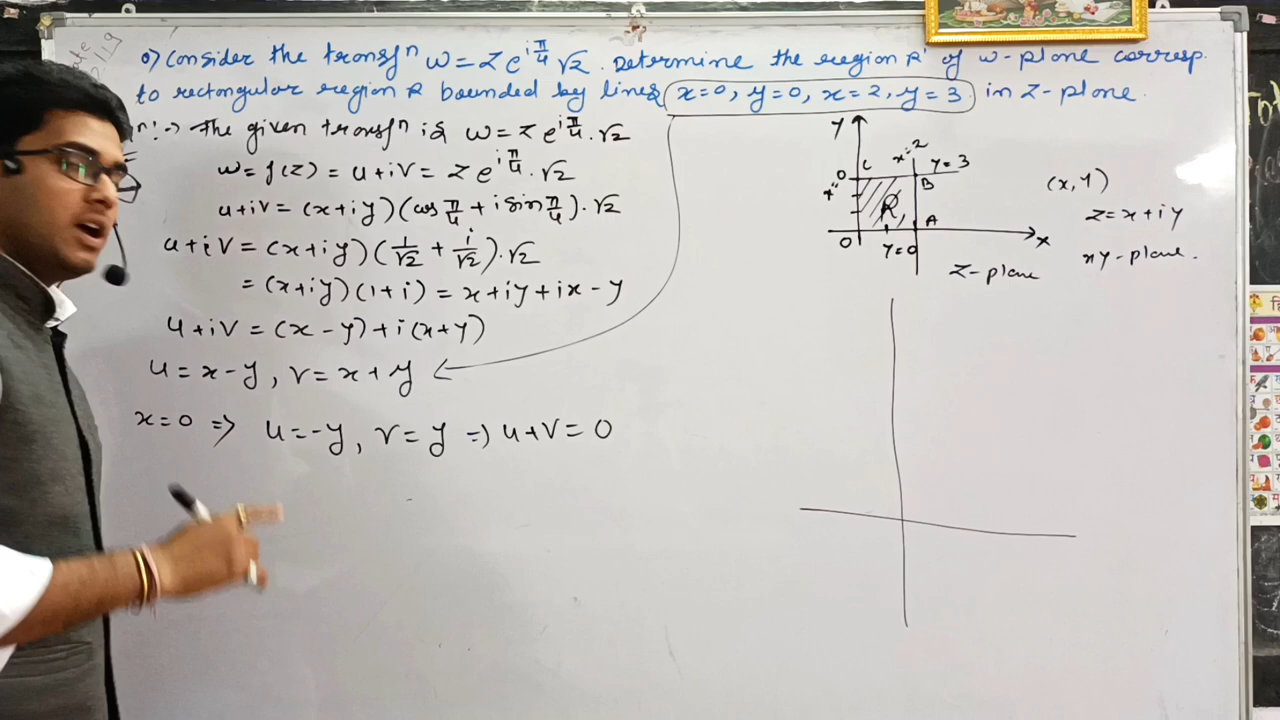 Q) Consider the transfⁿ w = z e^{iπ/4} √2. Determine the region R' of w-plane corresp.
to rectangular region R bounded by lines x=0, y=0, x=2, y=3 in z-plane.
:-> The given transfⁿ is w = z e^{iπ/4}.√2
w = f(z) = u+iv = z e^{iπ/4}.√2
u+iv = (x+iy)(cos π/4 + i sin π/4).√2
u+iv = (x+iy)(1/√2 + i/√2).√2
= (x+iy)(1+i) = x+iy+ix-y
u+iv = (x-y)+i(x+y)
u = x-y, v = x+y
x=0 => u=-y, v=y => u+v=0
y
x=2
y=3
C
B
x=0
R
A
O
y=0
x
z-plane
(x, y)
z=x+iy
xy-plane.